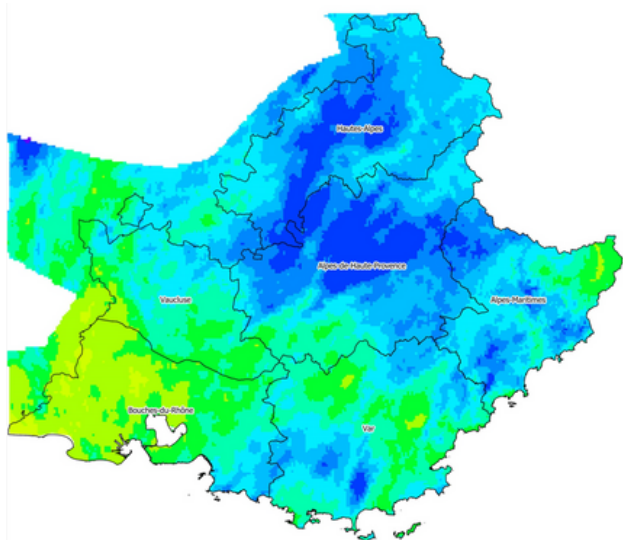 Hautes-Alpes
Alpes-de-Haute-Provence
Alpes-Maritimes
Vaucluse
Bouches-du-Rhône
Var